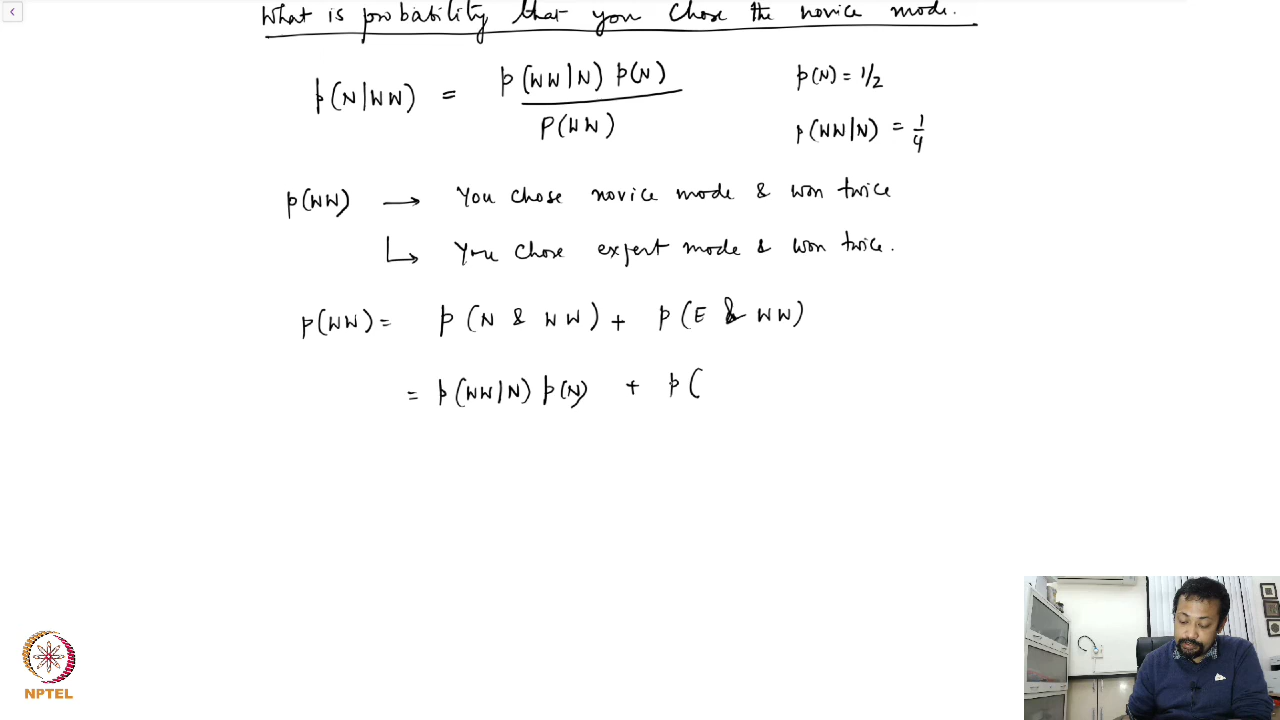 What is probability that you chose the novice mode.
p(N|WW) = p(WW|N) p(N) / P(WW)
p(N) = 1/2
p(WW|N) = 1/4
p(WW) → You chose novice mode & won twice
↳ You chose expert mode & won twice.
p(WW) = p(N & WW) + p(E & WW)
= p(WW|N) p(N) + p(
NPTEL